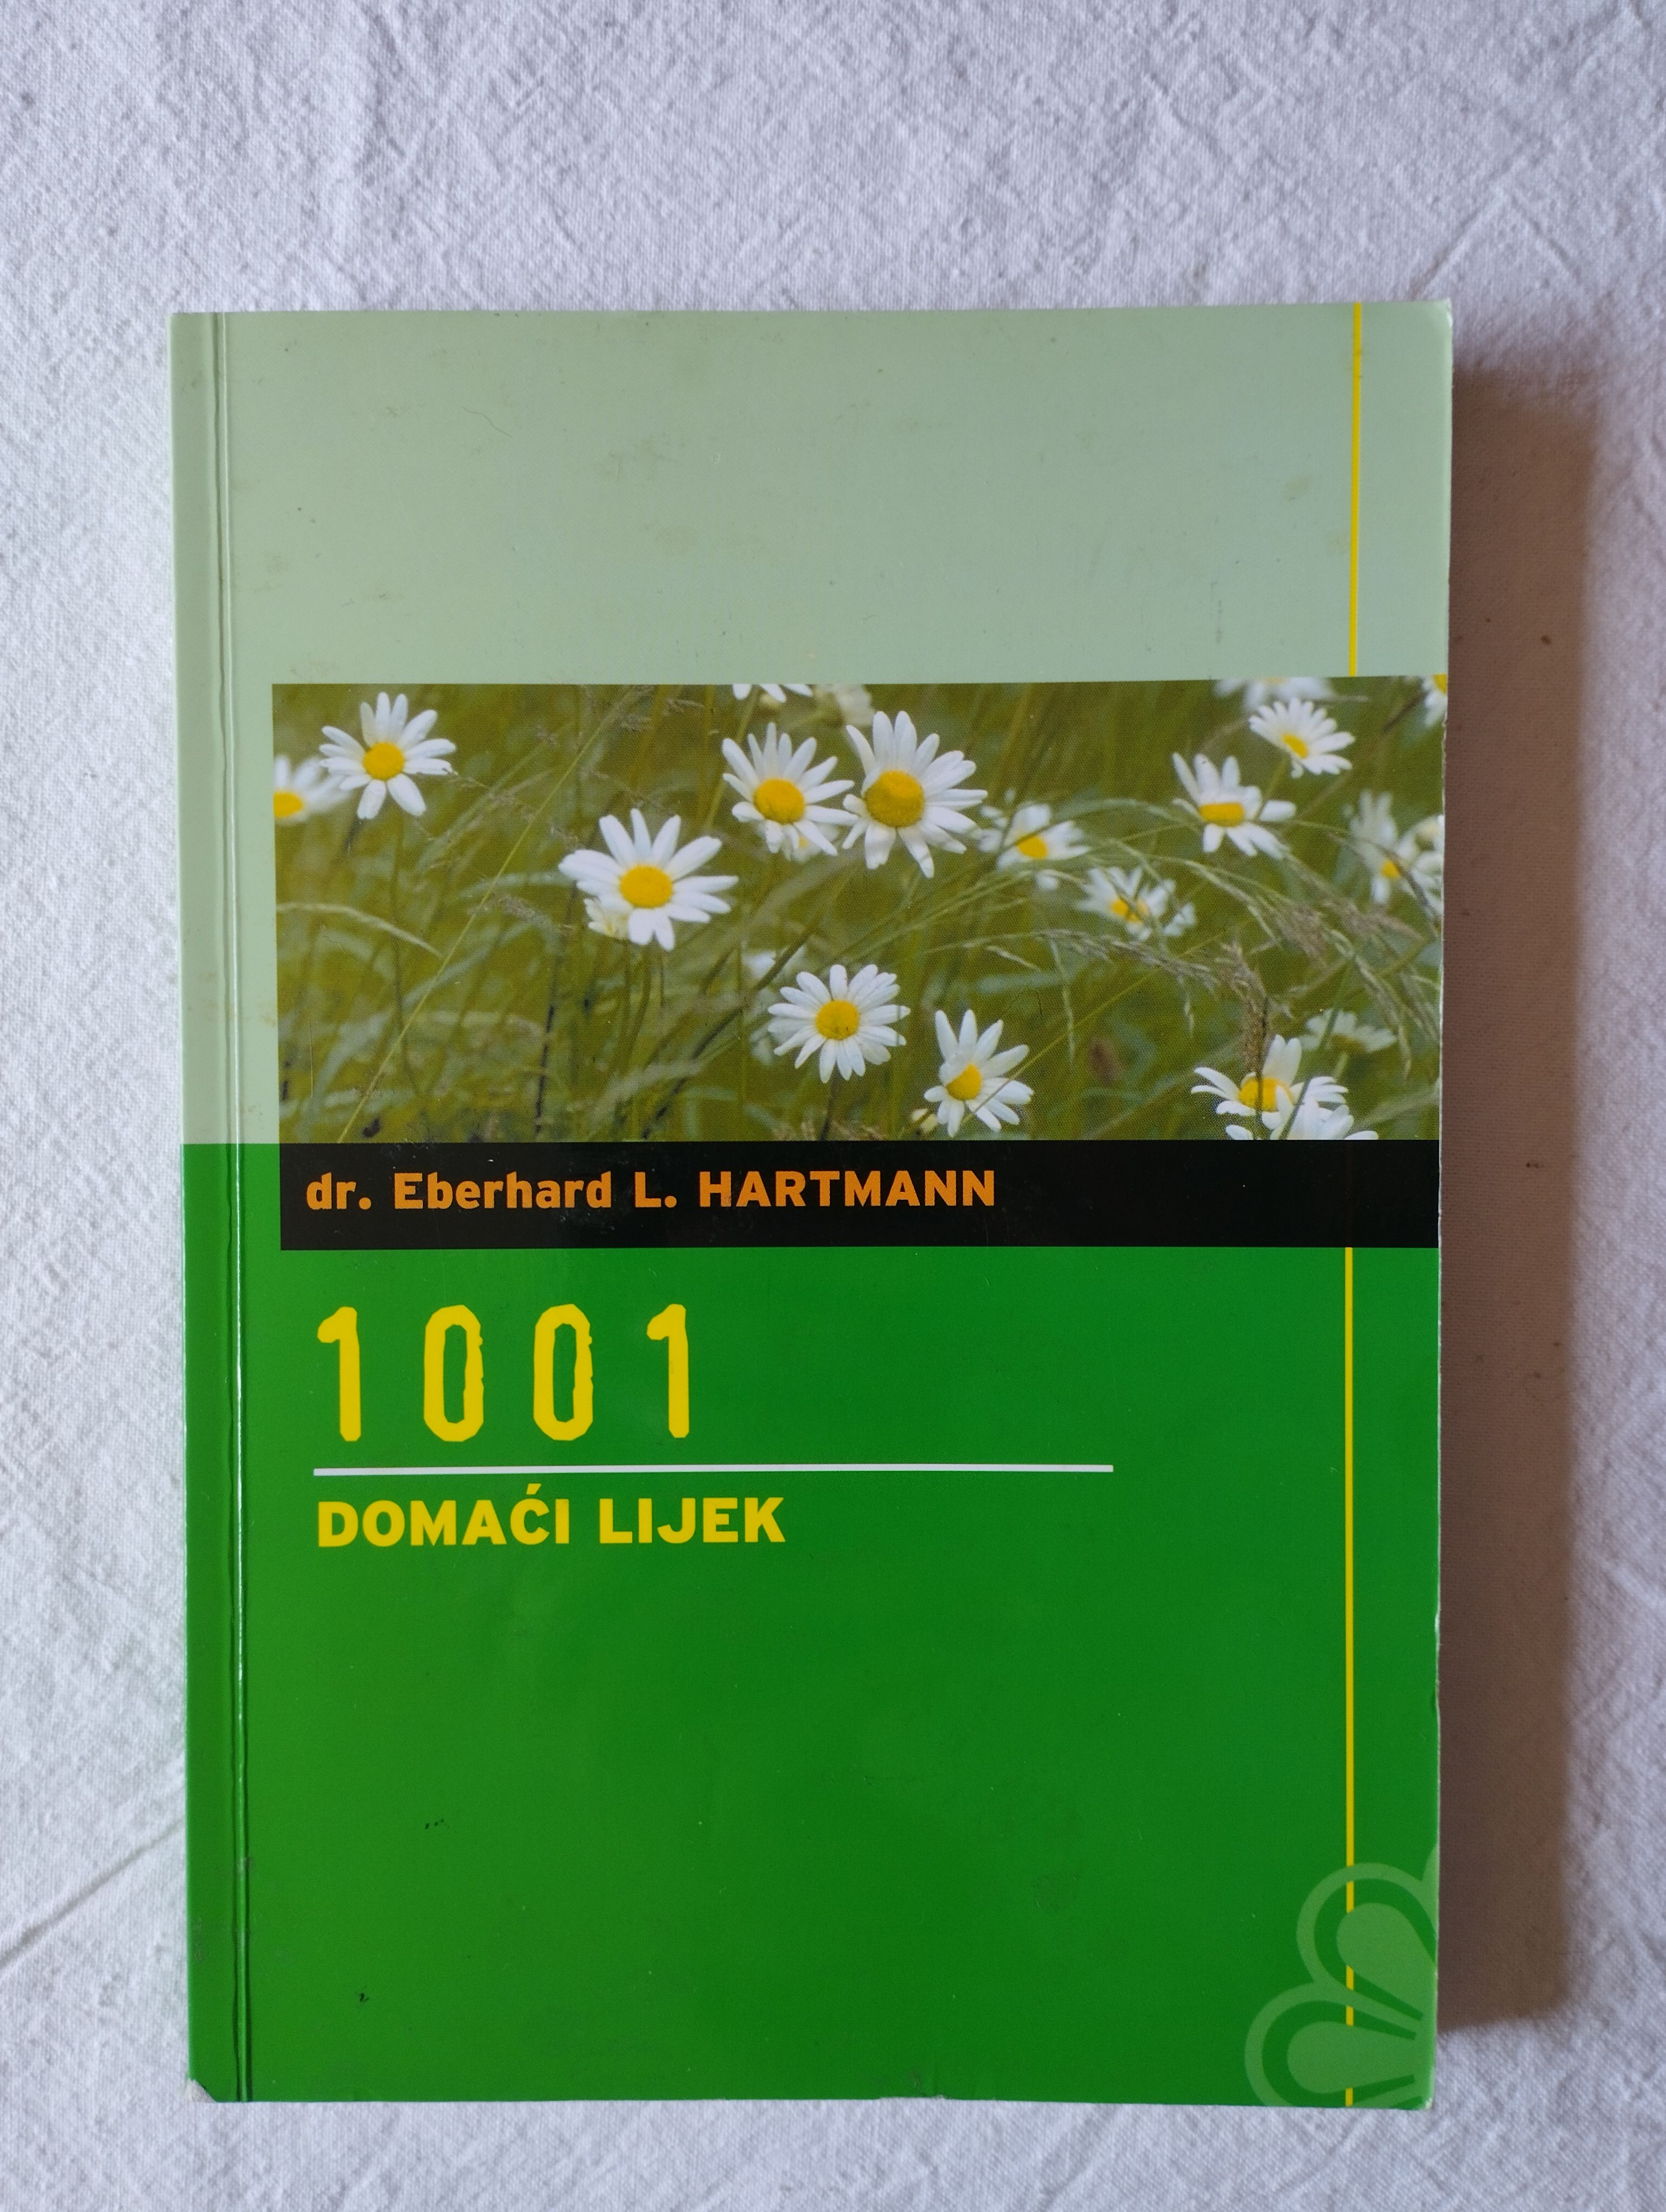 dr. Eberhard L. HARTMANN
1001
DOMAĆI LIJEK